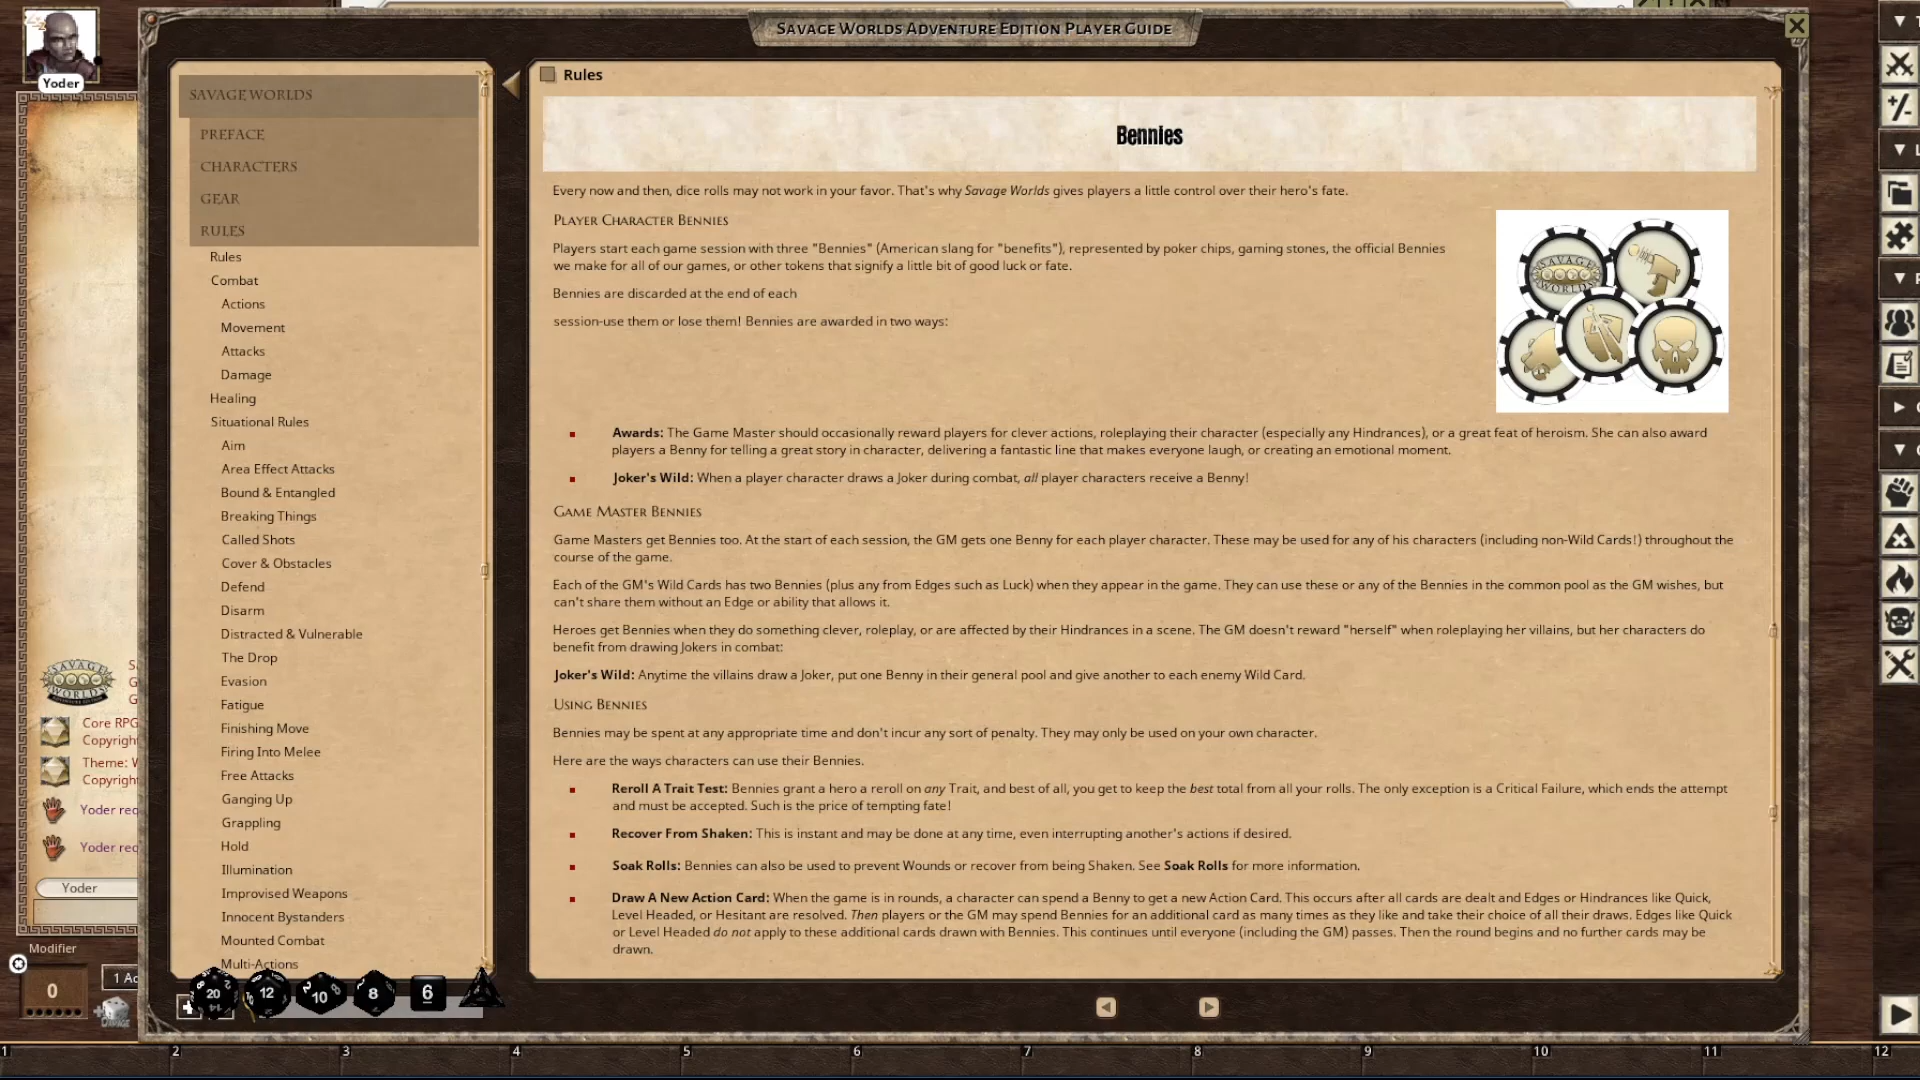 SAVAGE WORLDS ADVENTURE EDITION PLAYER GUIDE
Yoder
SAVAGE WORLDS
PREFACE
CHARACTERS
GEAR
RULES
Rules
Combat
Actions
Movement
Attacks
Damage
Healing
Situational Rules
Aim
Area Effect Attacks
Bound & Entangled
Breaking Things
Called Shots
Cover & Obstacles
Defend
Disarm
Distracted & Vulnerable
The Drop
Evasion
Fatigue
Finishing Move
Firing Into Melee
Free Attacks
Ganging Up
Grappling
Hold
Illumination
Improvised Weapons
Innocent Bystanders
Mounted Combat
Multi-Actions
Rules
Bennies
Every now and then, dice rolls may not work in your favor. That's why Savage Worlds gives players a little control over their hero's fate.
PLAYER CHARACTER BENNIES
Players start each game session with three "Bennies" (American slang for "benefits"), represented by poker chips, gaming stones, the official Bennies
we make for all of our games, or other tokens that signify a little bit of good luck or fate.
Bennies are discarded at the end of each
session-use them or lose them! Bennies are awarded in two ways:
SAVAGE
WORLDS
Awards: The Game Master should occasionally reward players for clever actions, roleplaying their character (especially any Hindrances), or a great feat of heroism. She can also award
players a Benny for telling a great story in character, delivering a fantastic line that makes everyone laugh, or creating an emotional moment.
Joker's Wild: When a player character draws a Joker during combat, all player characters receive a Benny!
GAME MASTER BENNIES
Game Masters get Bennies too. At the start of each session, the GM gets one Benny for each player character. These may be used for any of his characters (including non-Wild Cards!) throughout the
course of the game.
Each of the GM's Wild Cards has two Bennies (plus any from Edges such as Luck) when they appear in the game. They can use these or any of the Bennies in the common pool as the GM wishes, but
can't share them without an Edge or ability that allows it.
Heroes get Bennies when they do something clever, roleplay, or are affected by their Hindrances in a scene. The GM doesn't reward "herself" when roleplaying her villains, but her characters do
benefit from drawing Jokers in combat:
Joker's Wild: Anytime the villains draw a Joker, put one Benny in their general pool and give another to each enemy Wild Card.
USING BENNIES
Bennies may be spent at any appropriate time and don't incur any sort of penalty. They may only be used on your own character.
Here are the ways characters can use their Bennies.
Reroll A Trait Test: Bennies grant a hero a reroll on any Trait, and best of all, you get to keep the best total from all your rolls. The only exception is a Critical Failure, which ends the attempt
and must be accepted. Such is the price of tempting fate!
Recover From Shaken: This is instant and may be done at any time, even interrupting another's actions if desired.
Soak Rolls: Bennies can also be used to prevent Wounds or recover from being Shaken. See Soak Rolls for more information.
Draw A New Action Card: When the game is in rounds, a character can spend a Benny to get a new Action Card. This occurs after all cards are dealt and Edges or Hindrances like Quick,
Level Headed, or Hesitant are resolved. Then players or the GM may spend Bennies for an additional card as many times as they like and take their choice of all their draws. Edges like Quick
or Level Headed do not apply to these additional cards drawn with Bennies. This continues until everyone (including the GM) passes. Then the round begins and no further cards may be
drawn.
SAVAGE
WORLDS
Core RPG
Copyright
Theme: W
Copyright
Yoder req
Yoder req
Yoder
Modifier
0
1 Ac
20
12
10
8
6
1 2 3 4 5 6 7 8 9 10 11 12